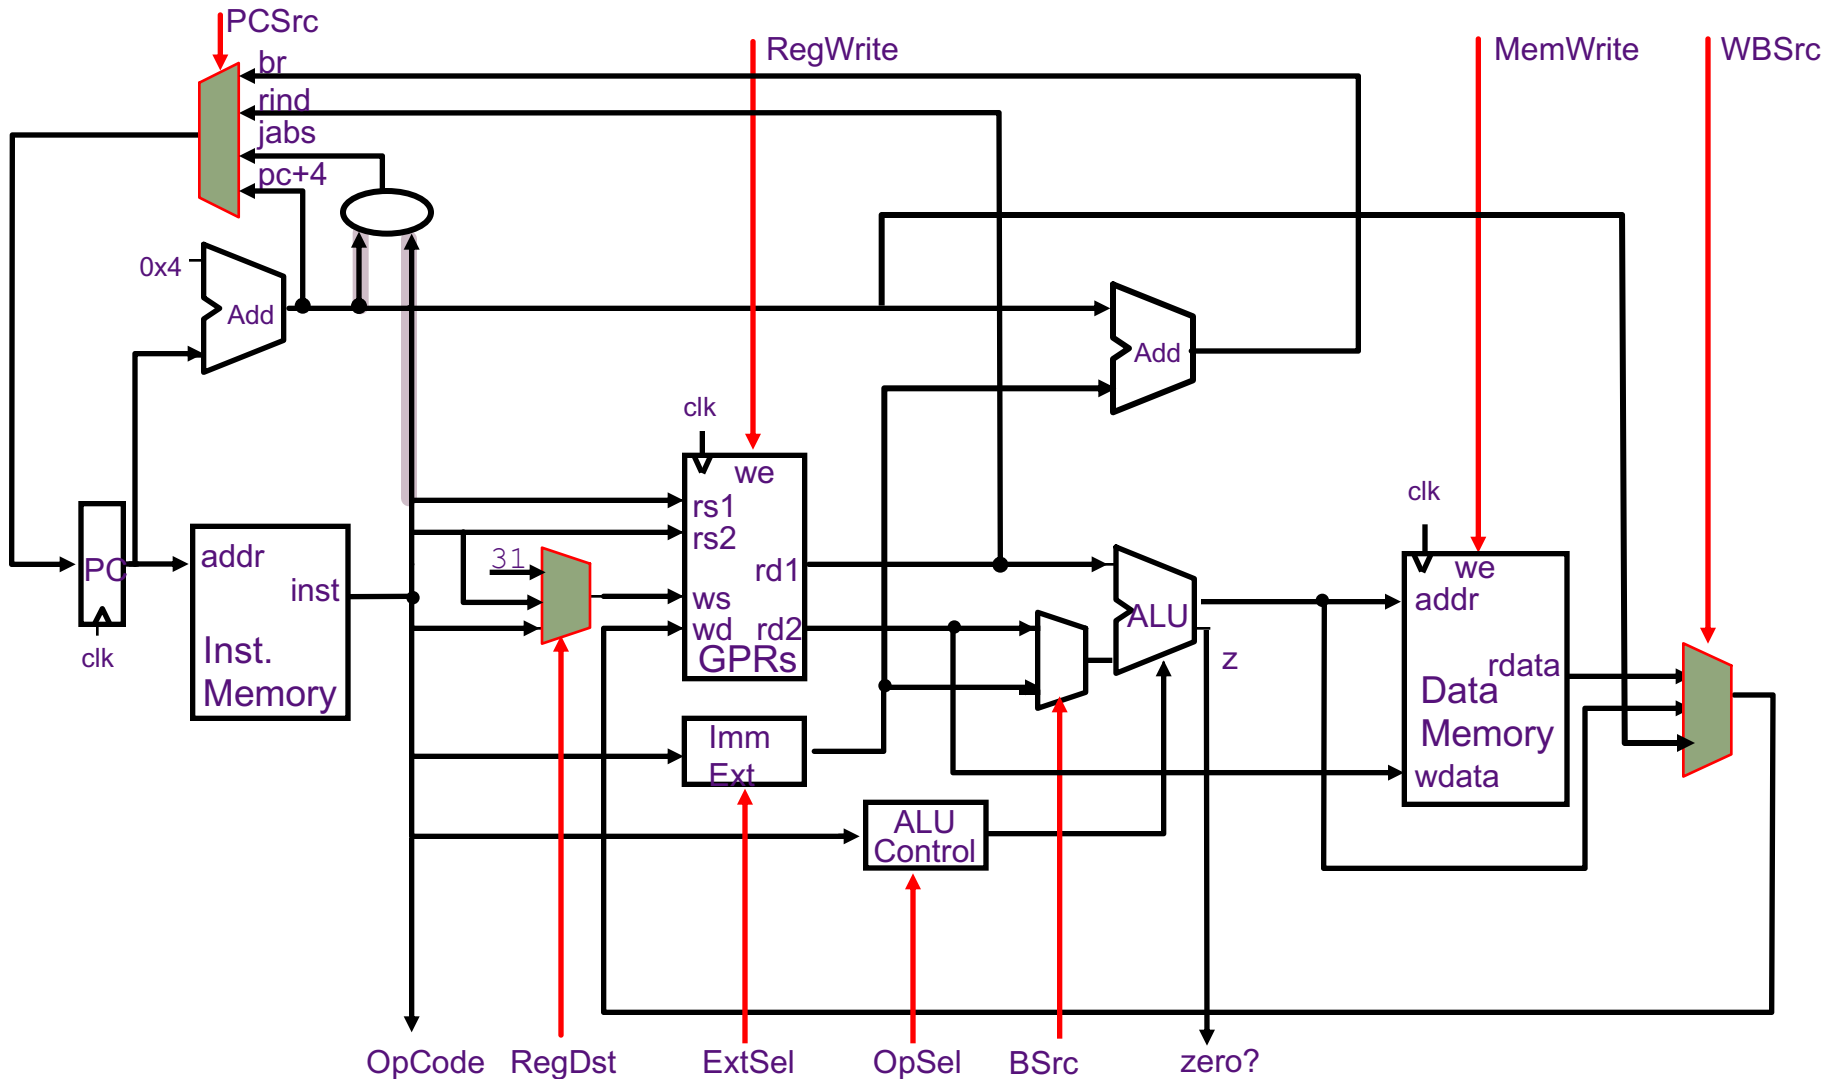 PCSrc
RegWrite
MemWrite
WBSrc
br
rind
jabs
pc+4
0x4
Add
Add
clk
we
rs1
rs2
31
rd1
ws
wd
rd2
GPRs
PC
clk
addr
inst
Inst.
Memory
ALU
z
clk
we
addr
rdata
Data
Memory
wdata
Imm
Ext
ALU
Control
OpCode
RegDst
ExtSel
OpSel
BSrc
zero?